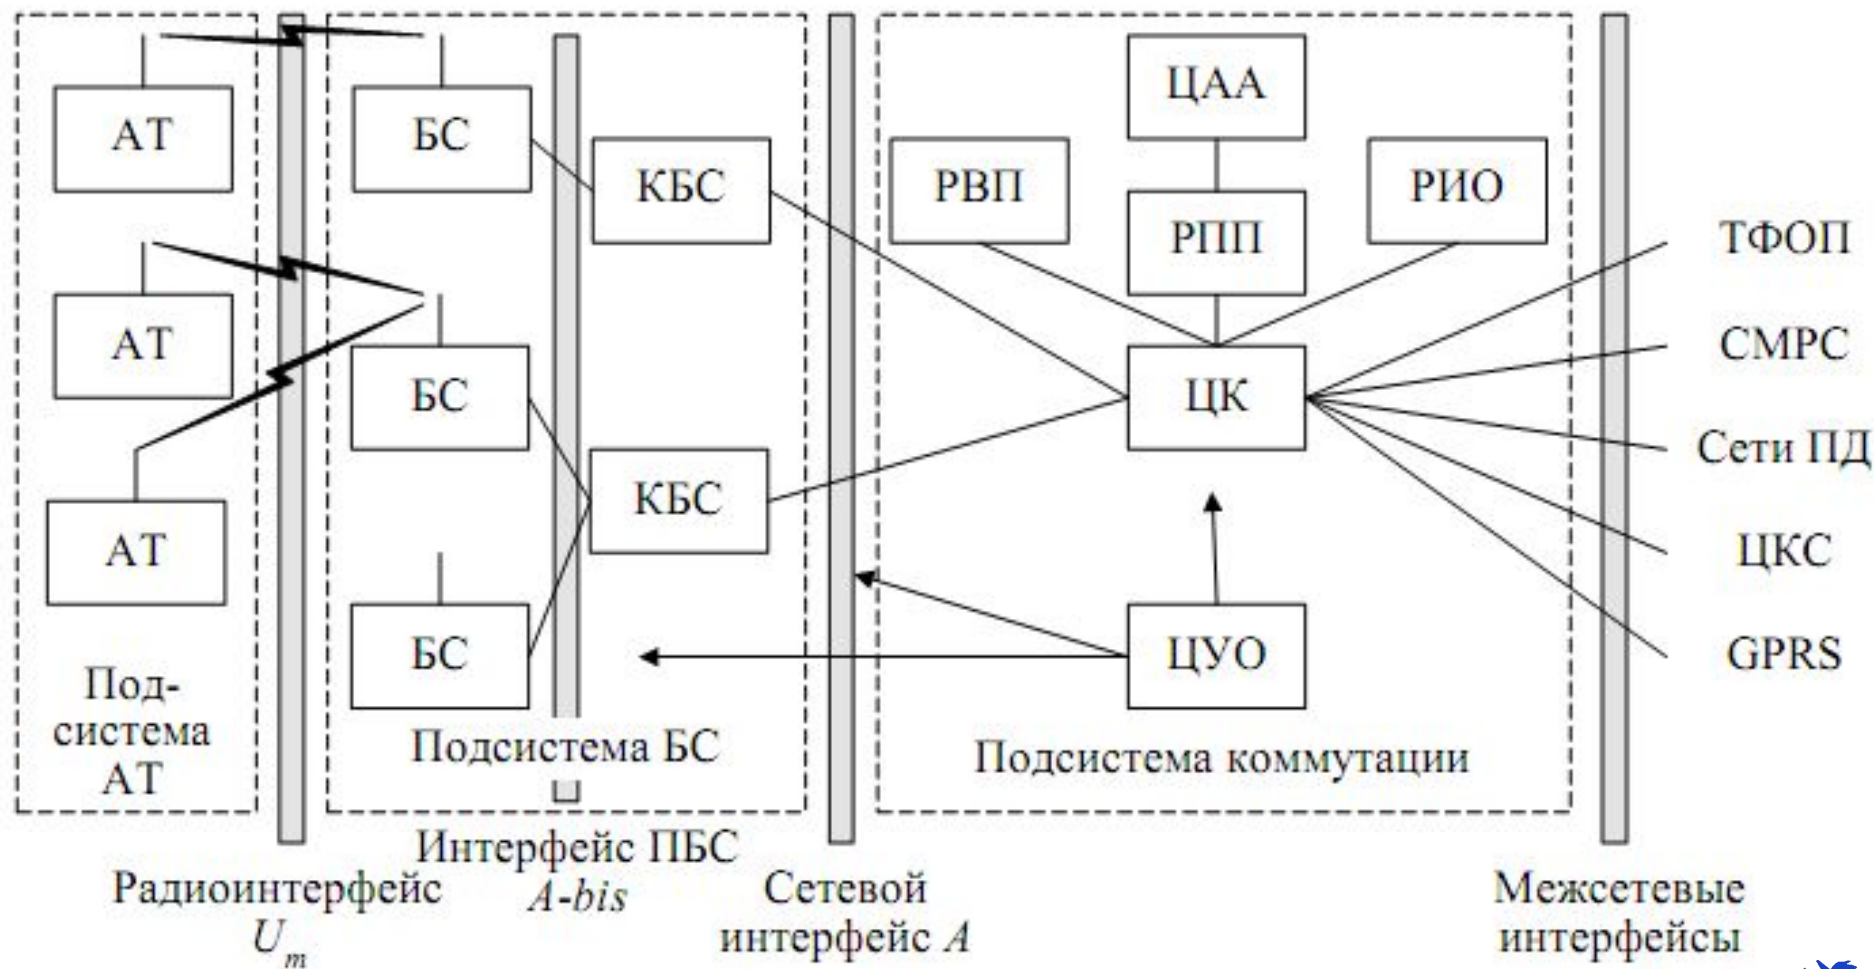 ЦАА
АТ
БС
КБС
РВП
РПП
РИО
ТФОП
АТ
БС
ЦК
СМРС
Сети ПД
АТ
КБС
ЦКС
БС
ЦУО
GPRS
Под-
система
АТ
Подсистема БС
Подсистема коммутации
Интерфейс ПБС
A-bis
Радиоинтерфейс
Um
Сетевой
интерфейс A
Межсетевые
интерфейсы